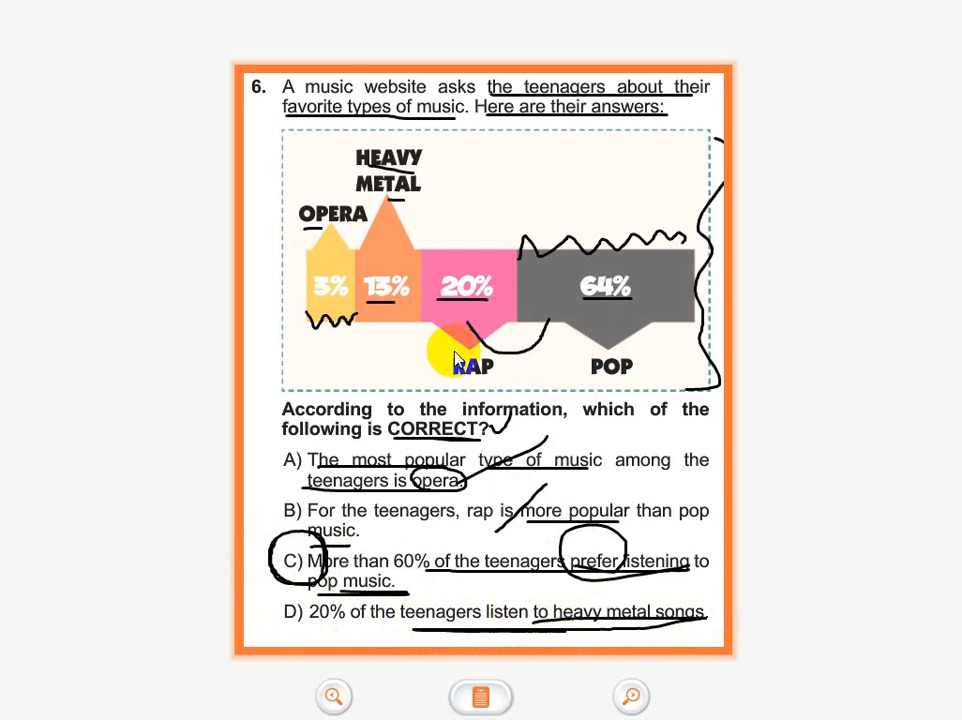 6. A music website asks the teenagers about their
favorite types of music. Here are their answers:
HEAVY
METAL
OPERA
3% 13% 20% 64%
RAP POP
According to the information, which of the
following is CORRECT?
A) The most popular type of music among the
teenagers is opera.
B) For the teenagers, rap is more popular than pop
music.
C) More than 60% of the teenagers prefer listening to
pop music.
D) 20% of the teenagers listen to heavy metal songs.